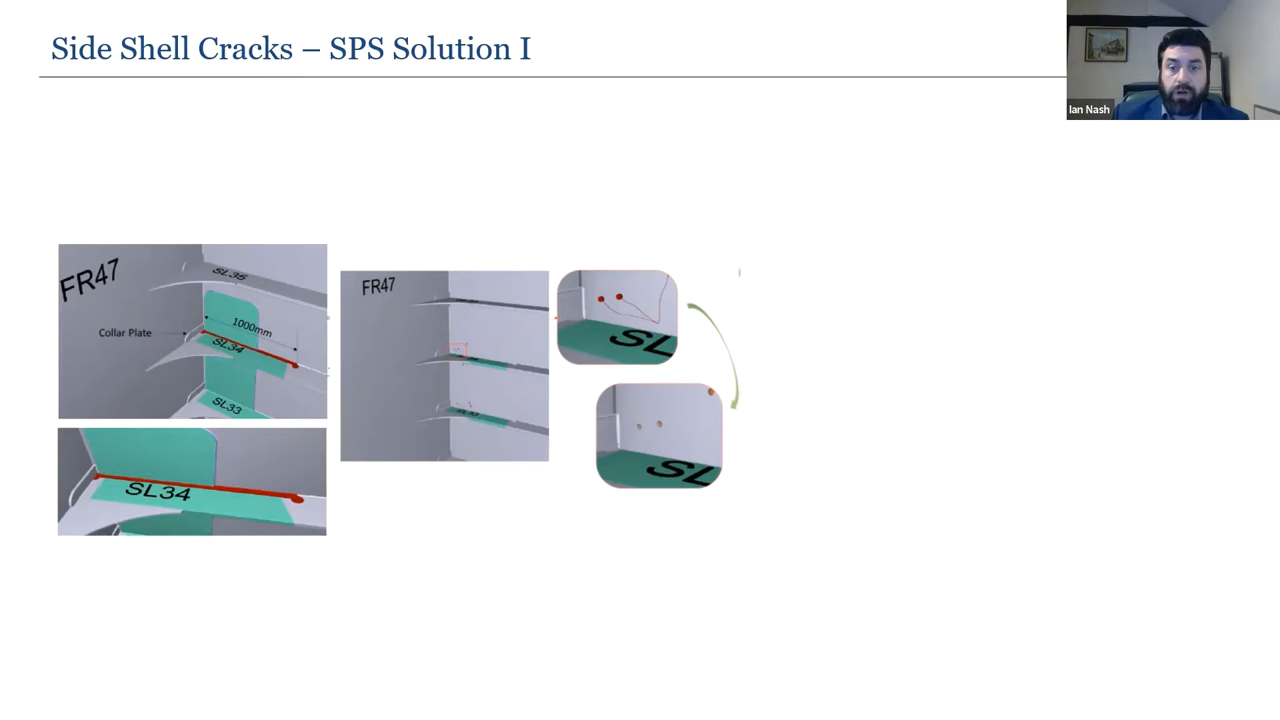 Side Shell Cracks – SPS Solution I
Ian Nash
FR47
SL35
Collar Plate
1000mm
SL34
SL33
SL34
FR47
SL
SL